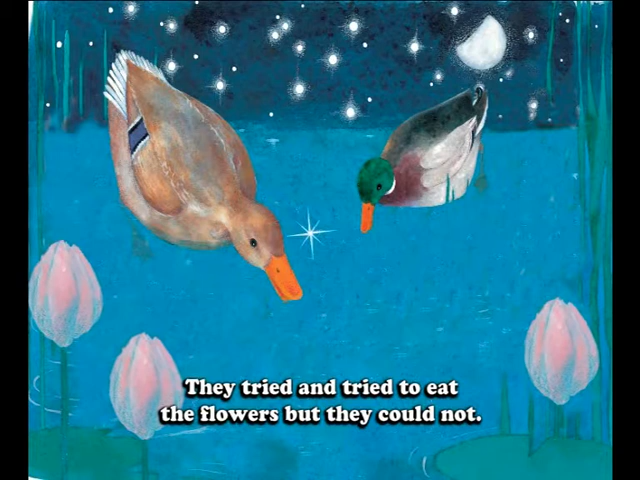 They tried and tried to eat
the flowers but they could not.